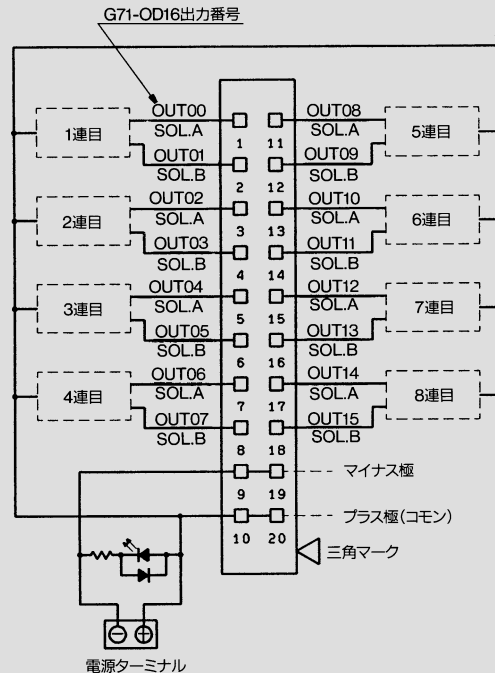 G71-OD16出力番号
OUT00
SOL.A
1連目
OUT01
SOL.B
OUT02
SOL.A
2連目
OUT03
SOL.B
OUT04
SOL.A
3連目
OUT05
SOL.B
OUT06
SOL.A
4連目
OUT07
SOL.B
1 11
2 12
3 13
4 14
5 15
6 16
7 17
8 18
9 19
10 20
OUT08
SOL.A
5連目
OUT09
SOL.B
OUT10
SOL.A
6連目
OUT11
SOL.B
OUT12
SOL.A
7連目
OUT13
SOL.B
OUT14
SOL.A
8連目
OUT15
SOL.B
マイナス極
プラス極(コモン)
三角マーク
電源ターミナル